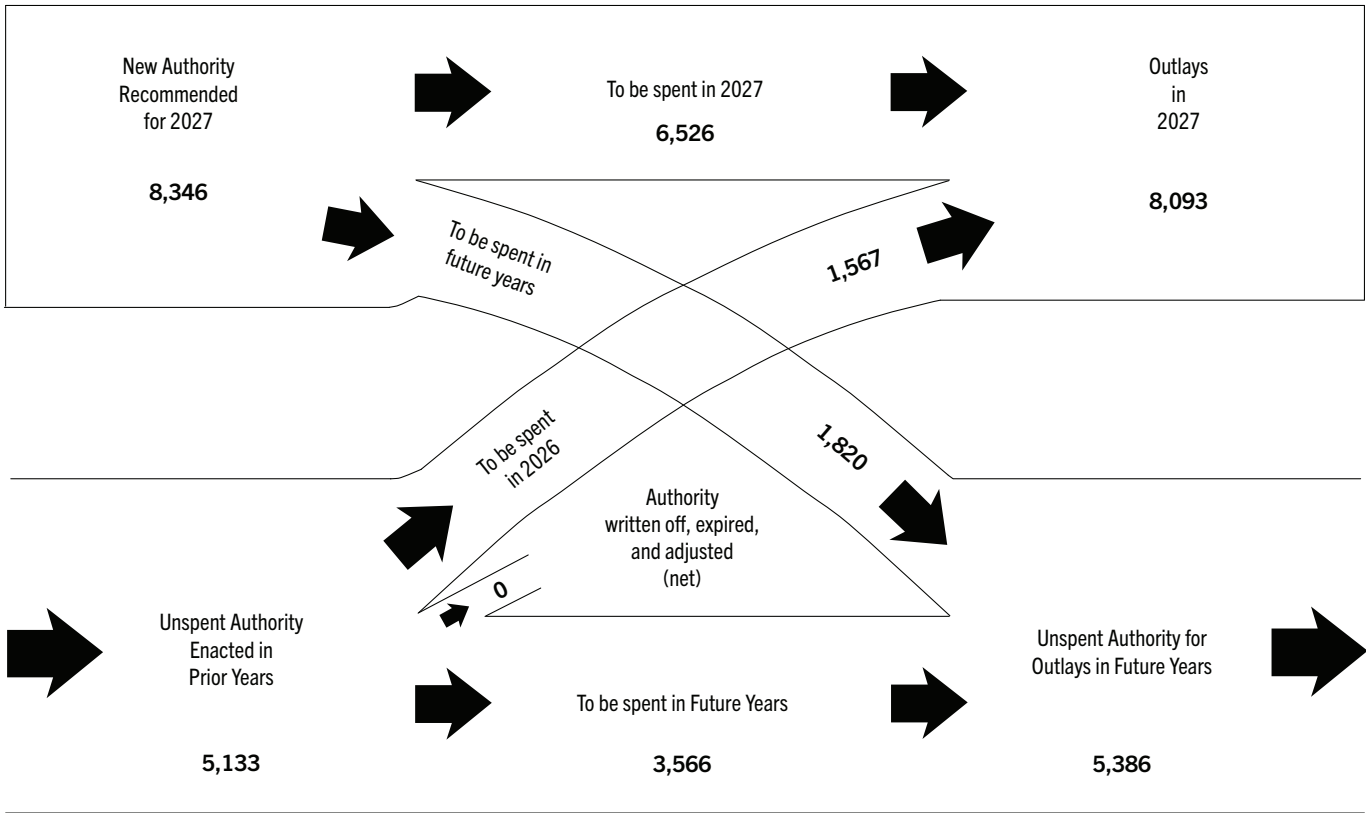 New Authority
Recommended
for 2027
8,346
To be spent in 2027
6,526
Outlays
in
2027
8,093
To be spent in
future years
1,567
To be spent
in 2026
1,820
Authority
written off, expired,
and adjusted
(net)
0
Unspent Authority
Enacted in
Prior Years
5,133
To be spent in Future Years
3,566
Unspent Authority for
Outlays in Future Years
5,386